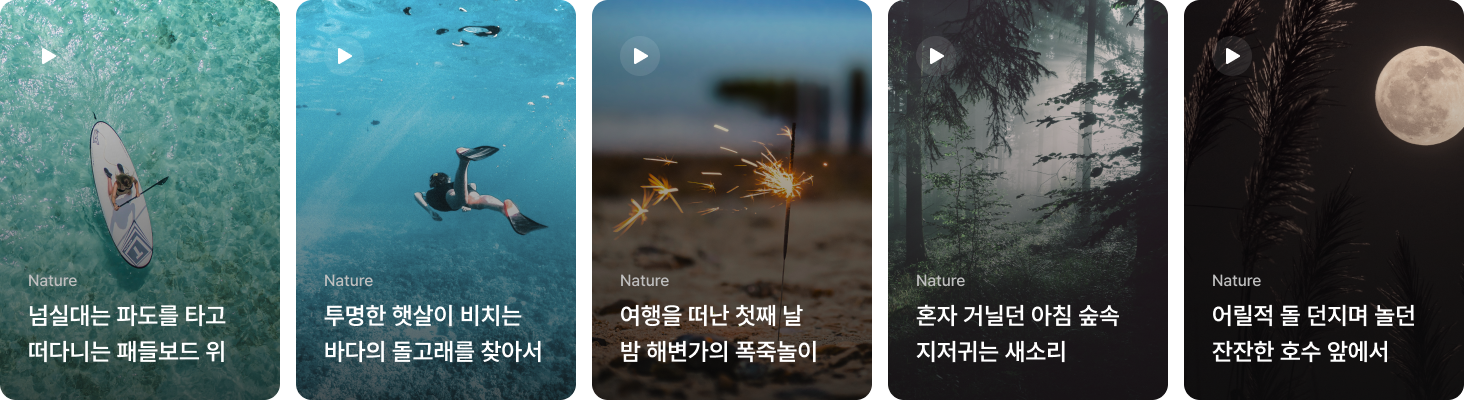 Nature
넘실대는 파도를 타고
떠다니는 패들보드 위
Nature
투명한 햇살이 비치는
바다의 돌고래를 찾아서
Nature
여행을 떠난 첫째 날
밤 해변가의 폭죽놀이
Nature
혼자 거닐던 아침 숲속
지저귀는 새소리
Nature
어릴적 돌 던지며 놀던
잔잔한 호수 앞에서